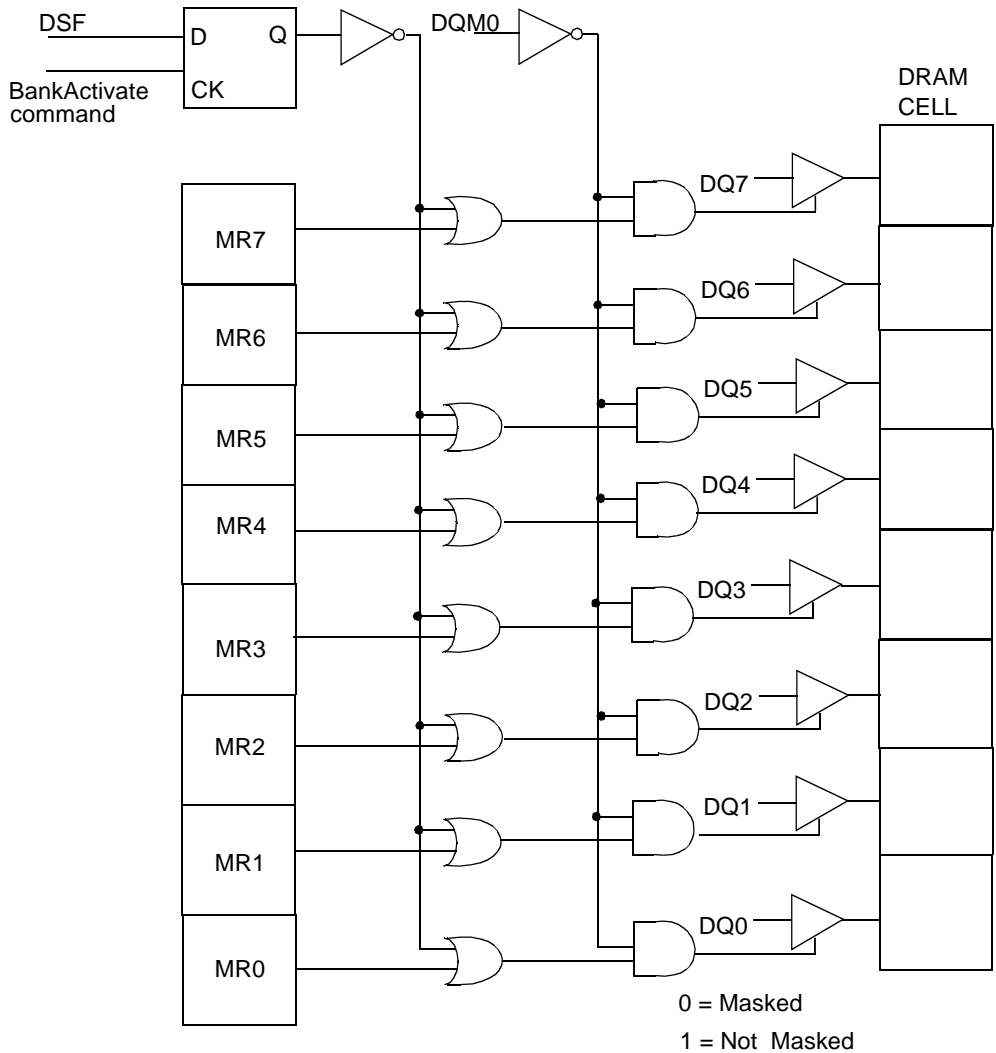 DSF
D
Q
CK
BankActivate
command
DQM0
DRAM
CELL
MR7
DQ7
MR6
DQ6
MR5
DQ5
MR4
DQ4
MR3
DQ3
MR2
DQ2
MR1
DQ1
MR0
DQ0
0 = Masked
1 = Not Masked